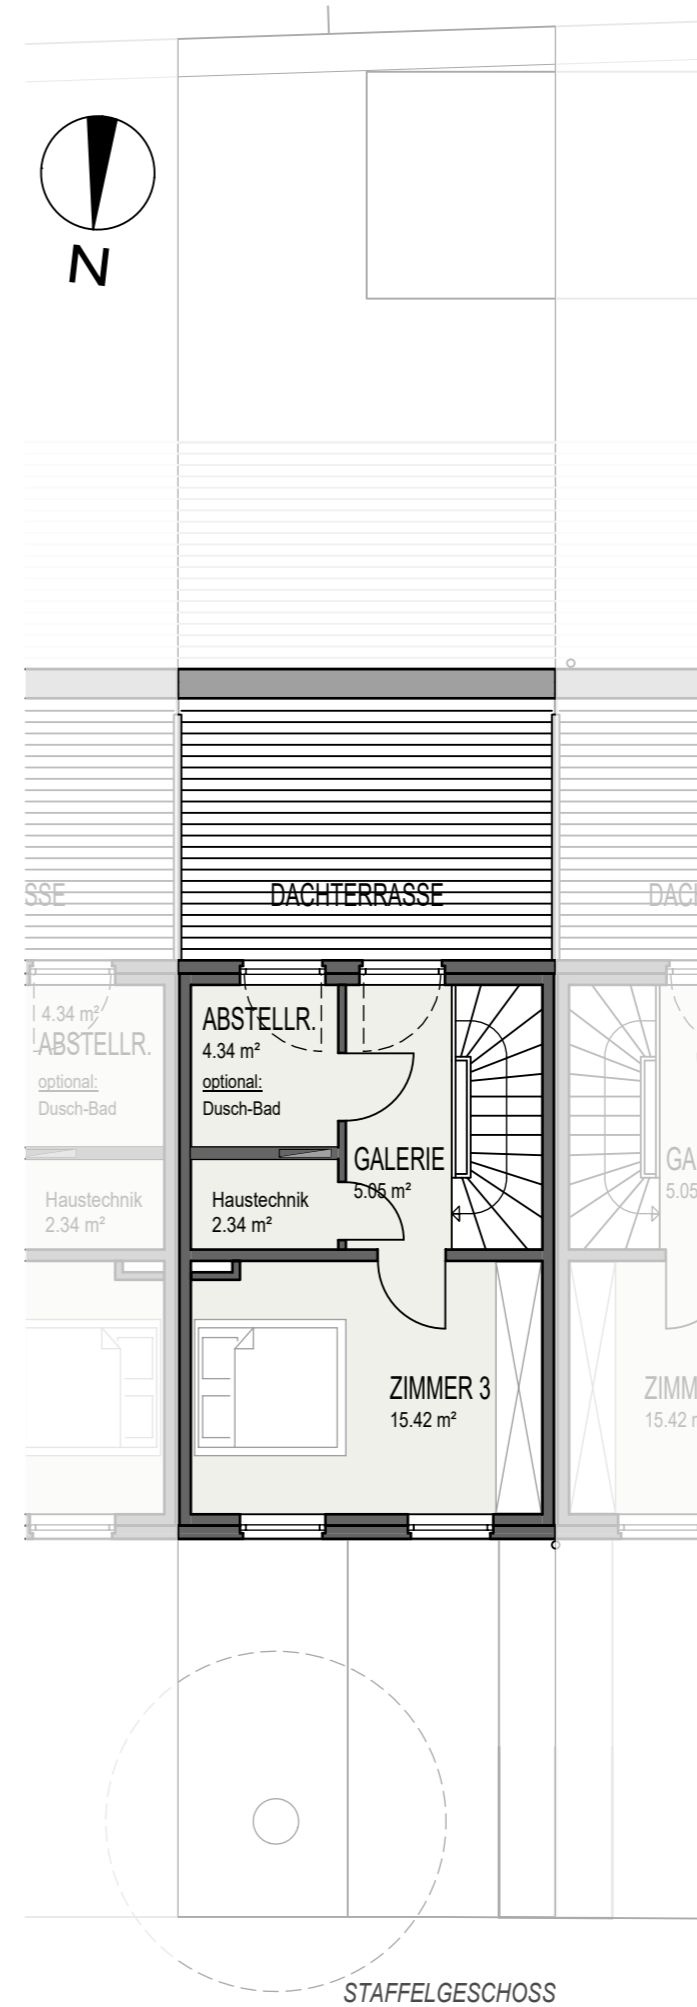 N
SSE
DACHTERRASSE
DACH
4.34 m²
ABSTELLR.
optional:
Dusch-Bad
ABSTELLR.
4.34 m²
optional:
Dusch-Bad
GALERIE
5.05 m²
GA
5.05
Haustechnik
2.34 m²
Haustechnik
2.34 m²
ZIMMER 3
15.42 m²
ZIMM
15.42 m
STAFFELGESCHOSS